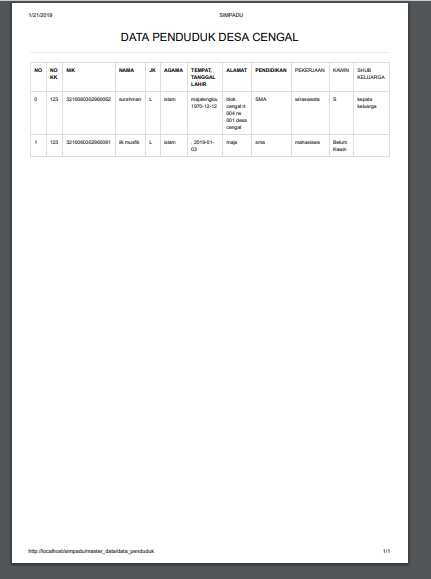 1/21/2019 SIMPADU
DATA PENDUDUK DESA CENGAL
NO NO KK NIK NAMA JK AGAMA TEMPAT, TANGGAL LAHIR ALAMAT PENDIDIKAN PEKERJAAN KAWIN SHUB KELUARGA
0 123 3210060302960062 surahman L islam majalengka, 1970-12-12 blok cengal rt 004 rw 001 desa cengal SMA wiraswasta S kepala keluarga
1 123 3210060302960061 iik muafik L islam , 2019-01-03 maja sma mahasiswa Belum Kawin
http://localhost/simpadu/master_data/data_penduduk 1/1